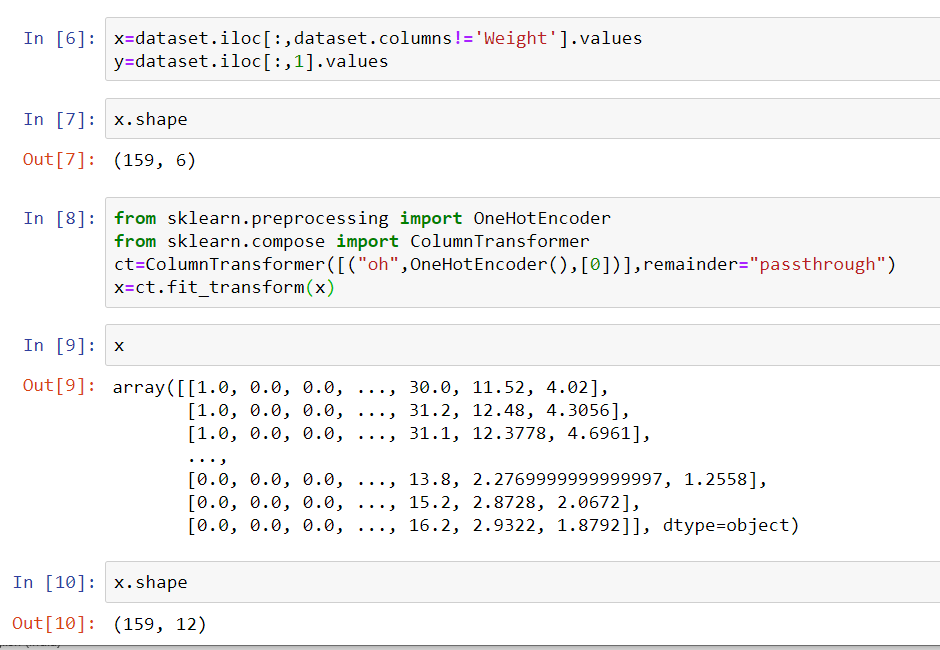 In [6]: x=dataset.iloc[:,dataset.columns!='Weight'].values
y=dataset.iloc[:,1].values
In [7]: x.shape
Out[7]: (159, 6)
In [8]: from sklearn.preprocessing import OneHotEncoder
from sklearn.compose import ColumnTransformer
ct=ColumnTransformer([("oh",OneHotEncoder(),[0])],remainder="passthrough")
x=ct.fit_transform(x)
In [9]: x
Out[9]: array([[1.0, 0.0, 0.0, ..., 30.0, 11.52, 4.02],
[1.0, 0.0, 0.0, ..., 31.2, 12.48, 4.3056],
[1.0, 0.0, 0.0, ..., 31.1, 12.3778, 4.6961],
...,
[0.0, 0.0, 0.0, ..., 13.8, 2.2769999999999997, 1.2558],
[0.0, 0.0, 0.0, ..., 15.2, 2.8728, 2.0672],
[0.0, 0.0, 0.0, ..., 16.2, 2.9322, 1.8792]], dtype=object)
In [10]: x.shape
Out[10]: (159, 12)